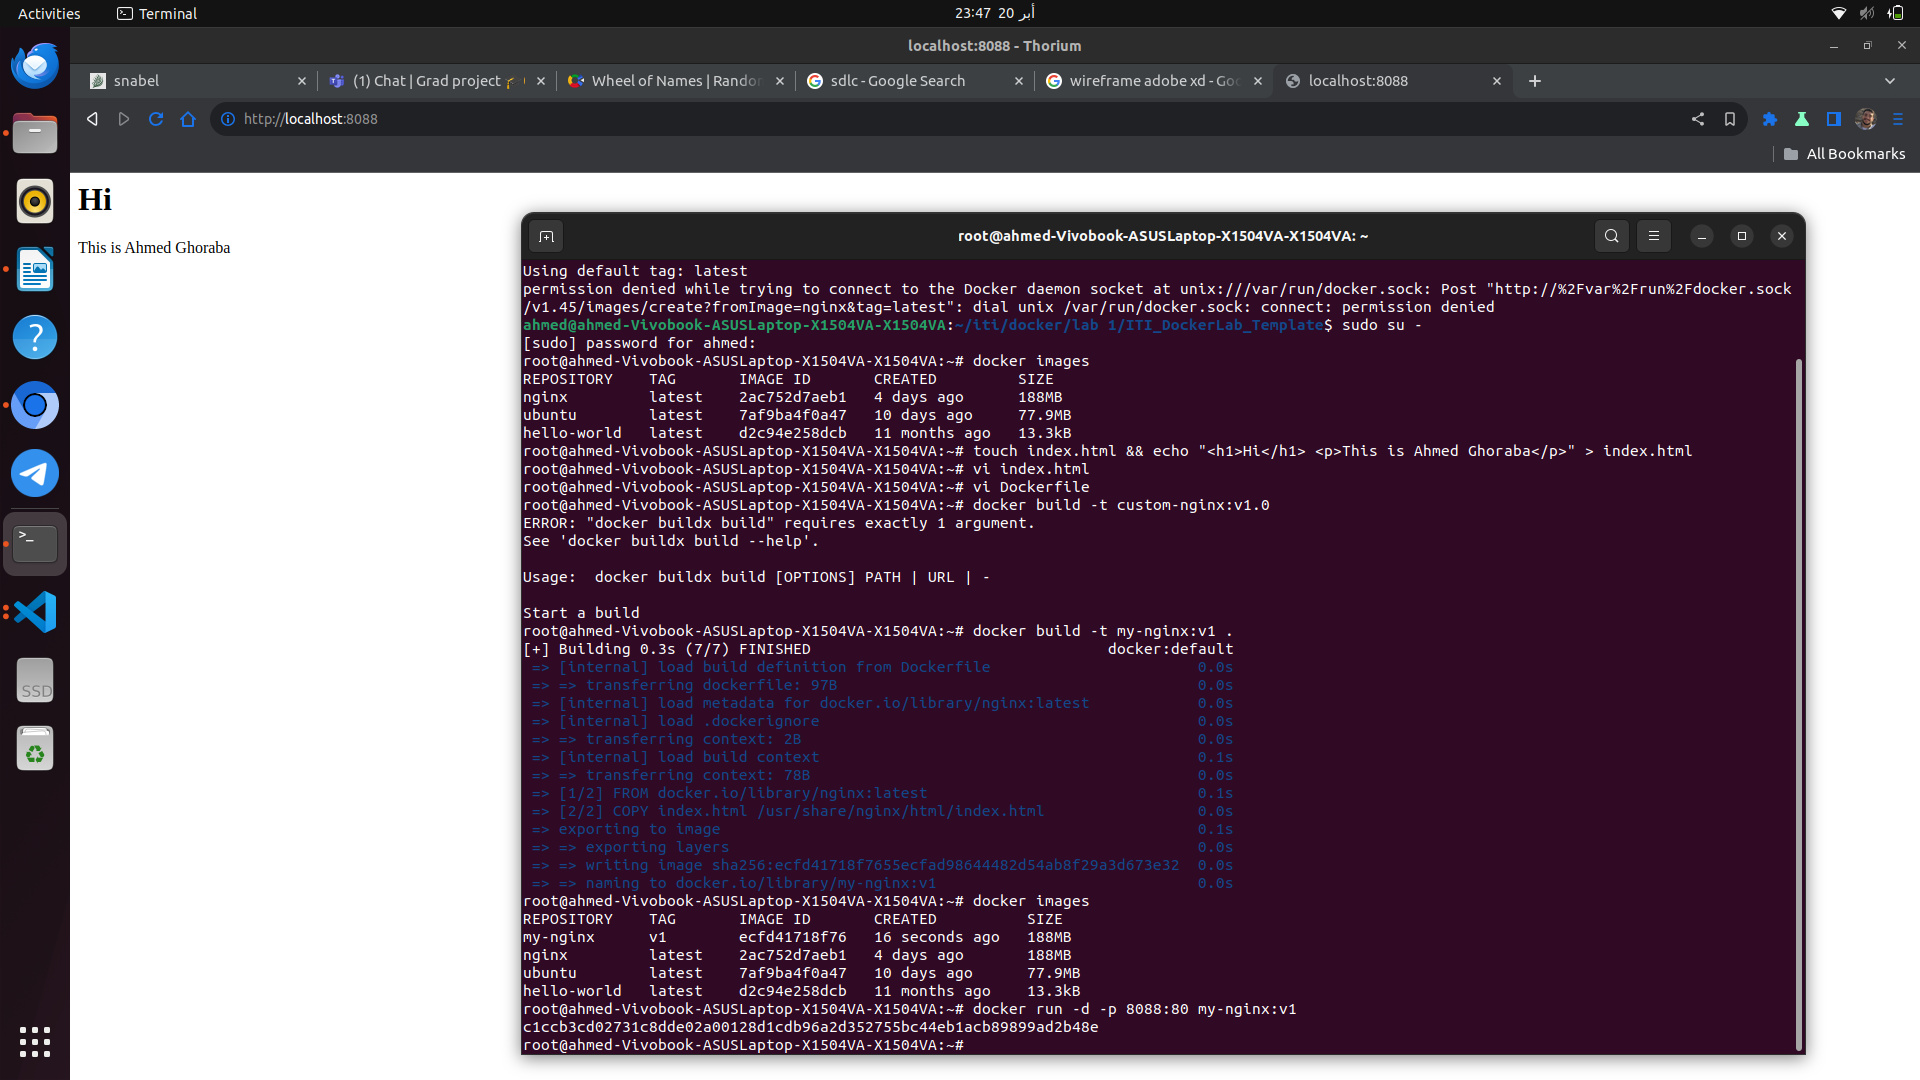 Activities
Terminal
23:47 20 أبر
localhost:8088 - Thorium
snabel
(1) Chat | Grad project 🎓
Wheel of Names | Random
sdlc - Google Search
wireframe adobe xd - Goo
localhost:8088
http://localhost:8088
All Bookmarks
Hi
This is Ahmed Ghoraba
SSD
root@ahmed-Vivobook-ASUSLaptop-X1504VA-X1504VA: ~
Using default tag: latest
permission denied while trying to connect to the Docker daemon socket at unix:///var/run/docker.sock: Post "http://%2Fvar%2Frun%2Fdocker.sock
/v1.45/images/create?fromImage=nginx&tag=latest": dial unix /var/run/docker.sock: connect: permission denied
ahmed@ahmed-Vivobook-ASUSLaptop-X1504VA-X1504VA:~/iti/docker/lab 1/ITI_DockerLab_Template$ sudo su -
[sudo] password for ahmed:
root@ahmed-Vivobook-ASUSLaptop-X1504VA-X1504VA:~# docker images
REPOSITORY    TAG       IMAGE ID       CREATED         SIZE
nginx         latest    2ac752d7aeb1   4 days ago      188MB
ubuntu        latest    7af9ba4f0a47   10 days ago     77.9MB
hello-world   latest    d2c94e258dcb   11 months ago   13.3kB
root@ahmed-Vivobook-ASUSLaptop-X1504VA-X1504VA:~# touch index.html && echo "<h1>Hi</h1> <p>This is Ahmed Ghoraba</p>" > index.html
root@ahmed-Vivobook-ASUSLaptop-X1504VA-X1504VA:~# vi index.html
root@ahmed-Vivobook-ASUSLaptop-X1504VA-X1504VA:~# vi Dockerfile
root@ahmed-Vivobook-ASUSLaptop-X1504VA-X1504VA:~# docker build -t custom-nginx:v1.0
ERROR: "docker buildx build" requires exactly 1 argument.
See 'docker buildx build --help'.
Usage:  docker buildx build [OPTIONS] PATH | URL | -
Start a build
root@ahmed-Vivobook-ASUSLaptop-X1504VA-X1504VA:~# docker build -t my-nginx:v1 .
[+] Building 0.3s (7/7) FINISHED                                 docker:default
=> [internal] load build definition from Dockerfile                       0.0s
=> => transferring dockerfile: 97B                                        0.0s
=> [internal] load metadata for docker.io/library/nginx:latest            0.0s
=> [internal] load .dockerignore                                          0.0s
=> => transferring context: 2B                                            0.0s
=> [internal] load build context                                          0.1s
=> => transferring context: 78B                                           0.0s
=> [1/2] FROM docker.io/library/nginx:latest                              0.1s
=> [2/2] COPY index.html /usr/share/nginx/html/index.html                 0.0s
=> exporting to image                                                     0.1s
=> => exporting layers                                                    0.0s
=> => writing image sha256:ecfd41718f7655ecfad98644482d54ab8f29a3d673e32  0.0s
=> => naming to docker.io/library/my-nginx:v1                             0.0s
root@ahmed-Vivobook-ASUSLaptop-X1504VA-X1504VA:~# docker images
REPOSITORY    TAG       IMAGE ID       CREATED          SIZE
my-nginx      v1        ecfd41718f76   16 seconds ago   188MB
nginx         latest    2ac752d7aeb1   4 days ago       188MB
ubuntu        latest    7af9ba4f0a47   10 days ago      77.9MB
hello-world   latest    d2c94e258dcb   11 months ago    13.3kB
root@ahmed-Vivobook-ASUSLaptop-X1504VA-X1504VA:~# docker run -d -p 8088:80 my-nginx:v1
c1ccb3cd02731c8dde02a00128d1cdb96a2d352755bc44eb1acb89899ad2b48e
root@ahmed-Vivobook-ASUSLaptop-X1504VA-X1504VA:~#